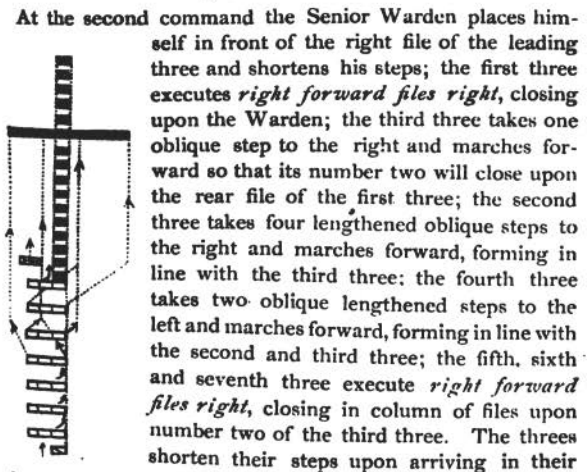 At the second command the Senior Warden places him-
self in front of the right file of the leading
three and shortens his steps; the first three
executes right forward files right, closing
upon the Warden; the third three takes one
oblique step to the right and marches for-
ward so that its number two will close upon
the rear file of the first three; the second
three takes four lengthened oblique steps to
the right and marches forward, forming in
line with the third three; the fourth three
takes two oblique lengthened steps to the
left and marches forward, forming in line with
the second and third three; the fifth, sixth
and seventh three execute right forward
files right, closing in column of files upon
number two of the third three. The threes
shorten their steps upon arriving in their